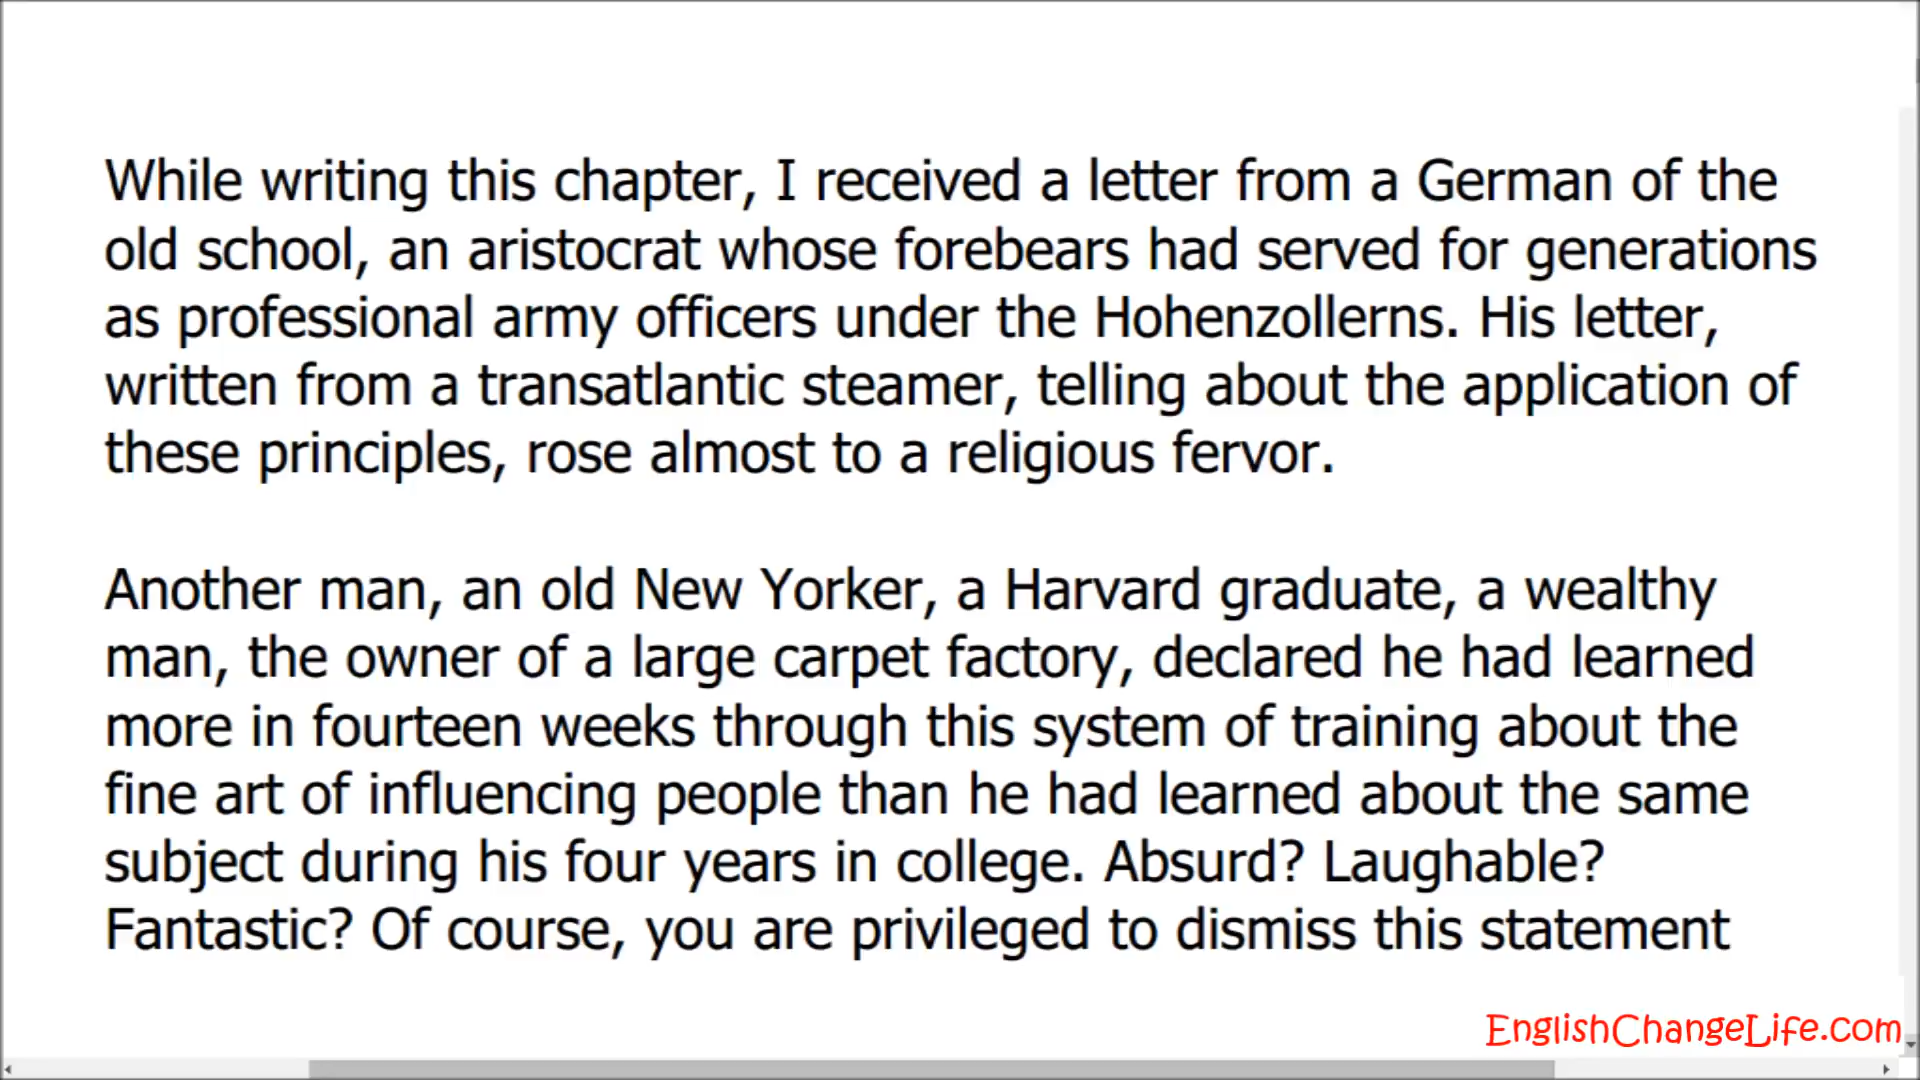 While writing this chapter, I received a letter from a German of the
old school, an aristocrat whose forebears had served for generations
as professional army officers under the Hohenzollerns. His letter,
written from a transatlantic steamer, telling about the application of
these principles, rose almost to a religious fervor.
Another man, an old New Yorker, a Harvard graduate, a wealthy
man, the owner of a large carpet factory, declared he had learned
more in fourteen weeks through this system of training about the
fine art of influencing people than he had learned about the same
subject during his four years in college. Absurd? Laughable?
Fantastic? Of course, you are privileged to dismiss this statement
EnglishChangeLife.com